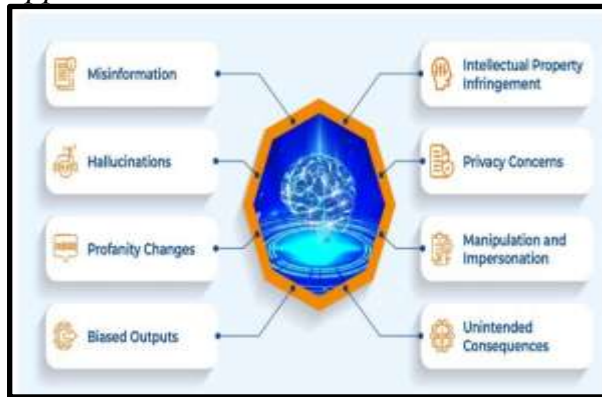 Misinformation
Hallucinations
Profanity Changes
Biased Outputs
Intellectual Property
Infringement
Privacy Concerns
Manipulation and
Impersonation
Unintended
Consequences